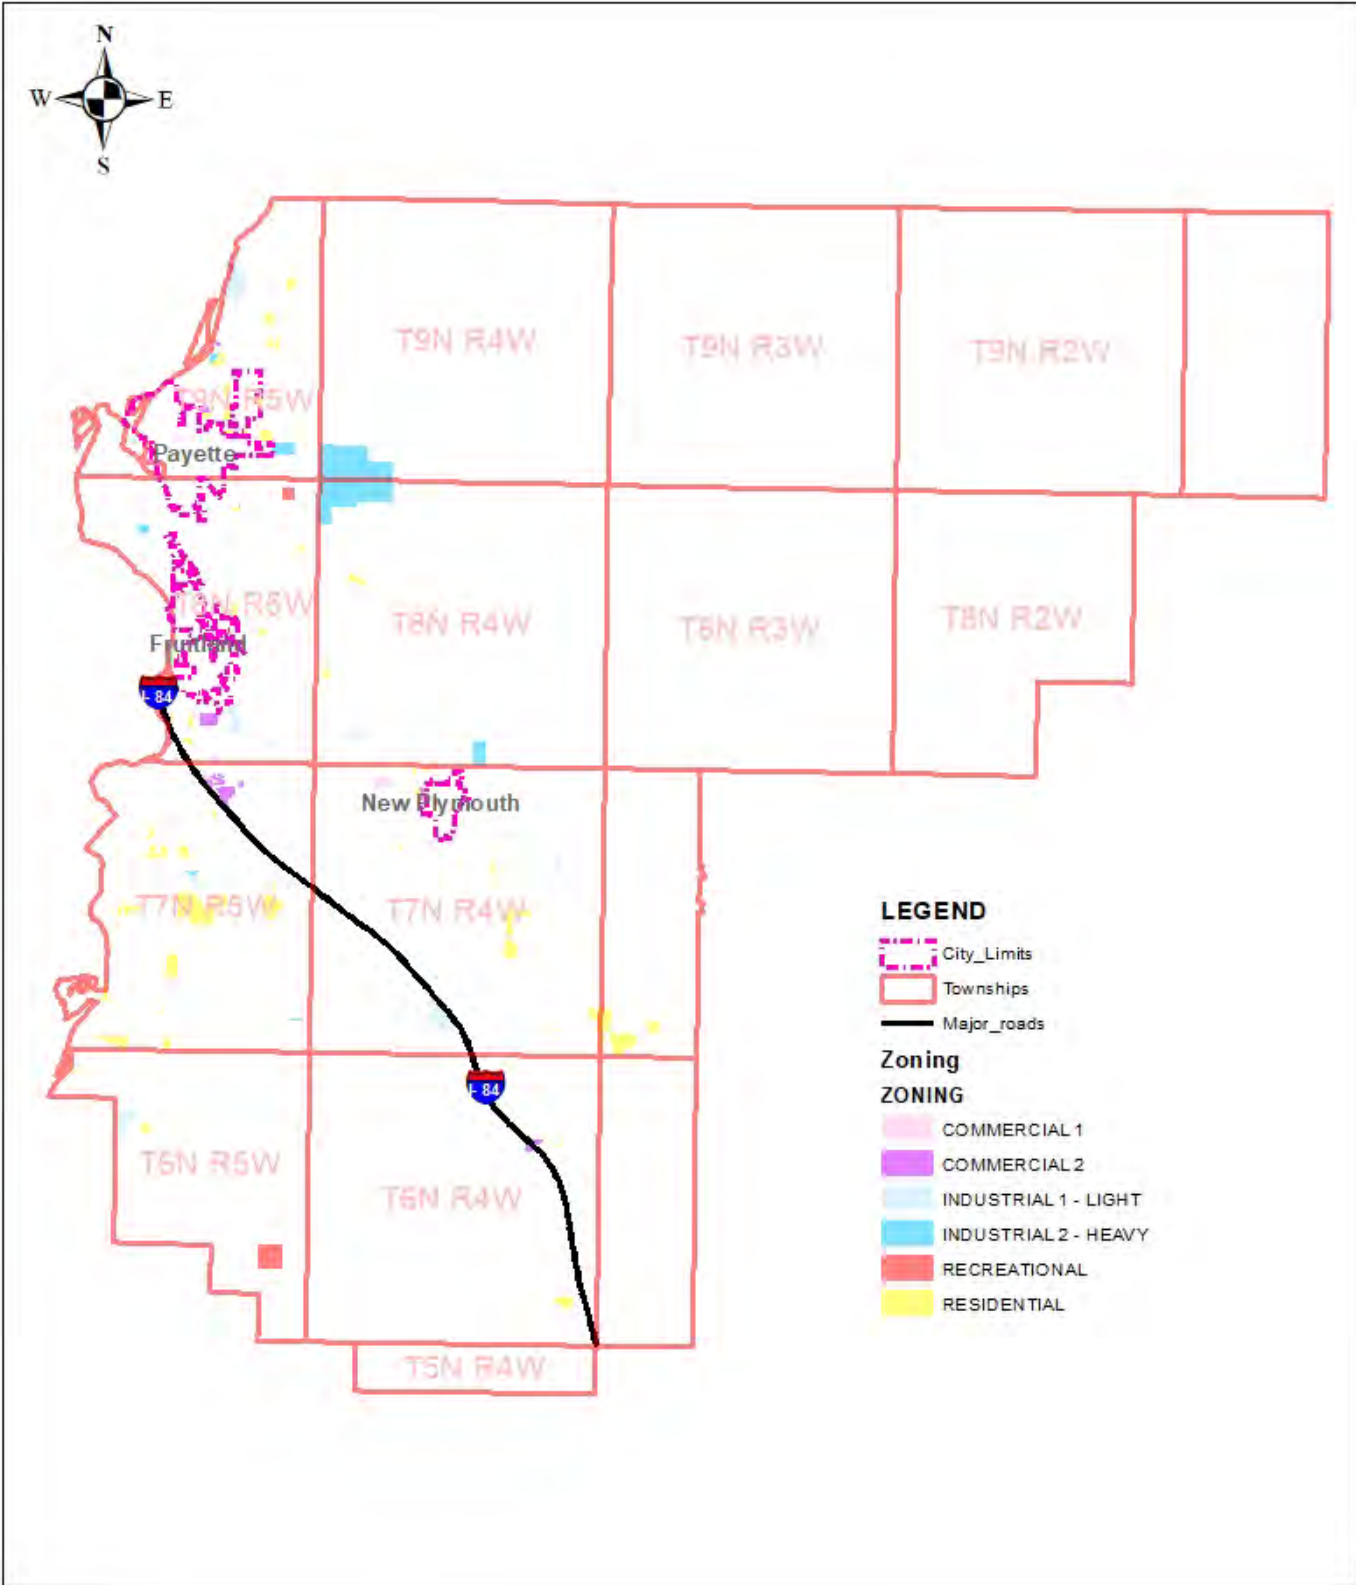 N
W E
S
T9N R4W
T9N R3W
T9N R2W
T9N R5W
Payette
T8N R5W
T8N R4W
T8N R3W
T8N R2W
Fruitland
I-84
New Plymouth
T7N R5W
T7N R4W
LEGEND
City_Limits
Townships
Major_roads
Zoning
ZONING
COMMERCIAL 1
COMMERCIAL 2
INDUSTRIAL 1 - LIGHT
INDUSTRIAL 2 - HEAVY
RECREATIONAL
RESIDENTIAL
I-84
T6N R5W
T6N R4W
T5N R4W